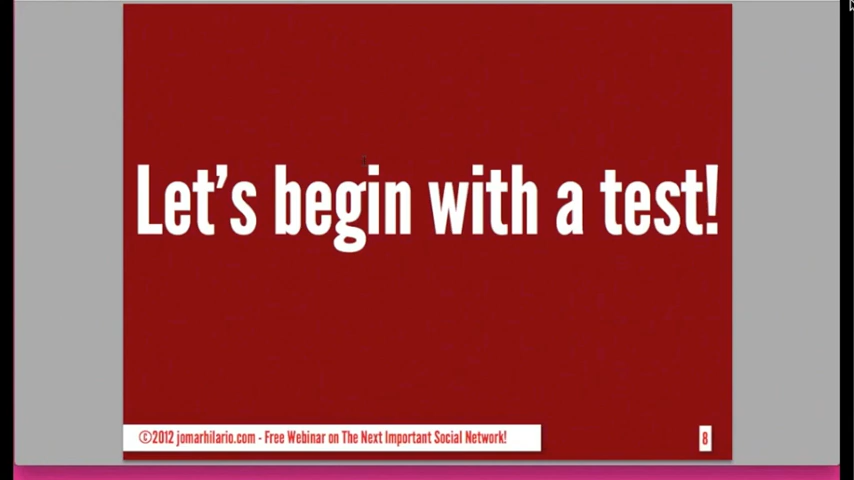 Let's begin with a test!
©2012 jomarhilario.com - Free Webinar on The Next Important Social Network!
8